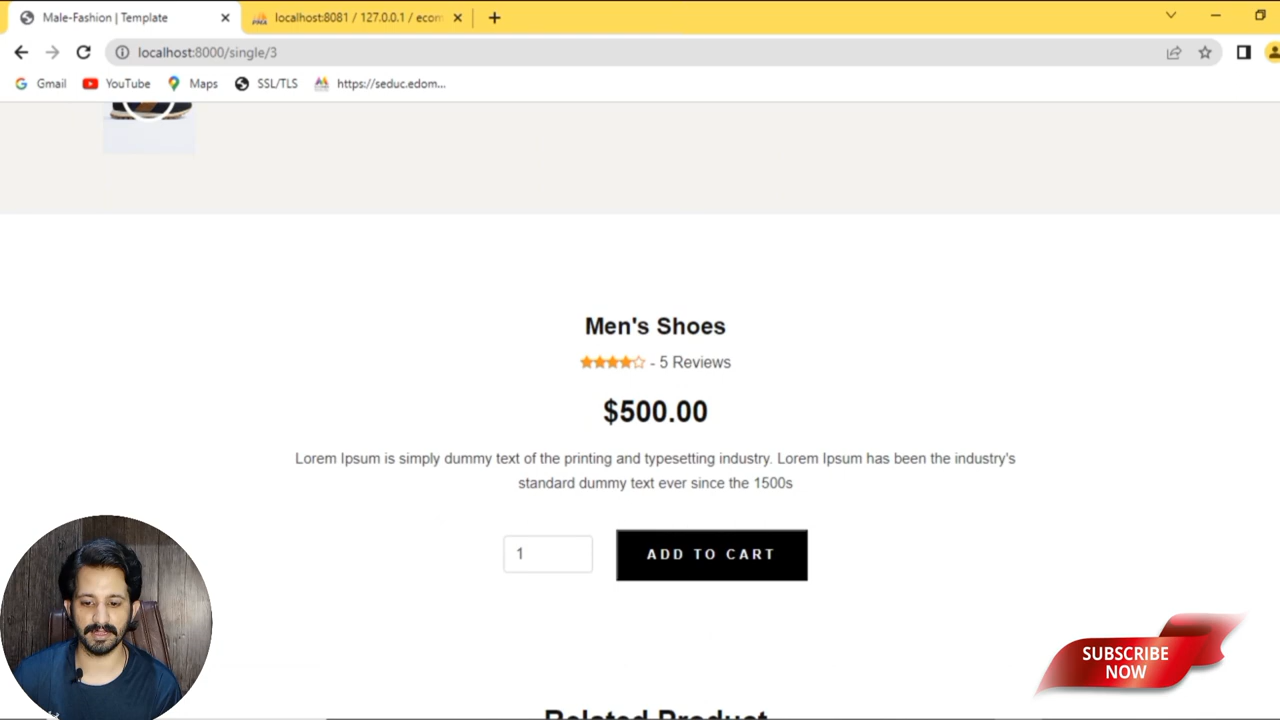 Male-Fashion | Template
localhost:8081 / 127.0.0.1 / ecom
localhost:8000/single/3
Gmail
YouTube
Maps
SSL/TLS
https://seduc.edom...
Men's Shoes
- 5 Reviews
$500.00
Lorem Ipsum is simply dummy text of the printing and typesetting industry. Lorem Ipsum has been the industry's
standard dummy text ever since the 1500s
1
ADD TO CART
SUBSCRIBE
NOW
Related Product